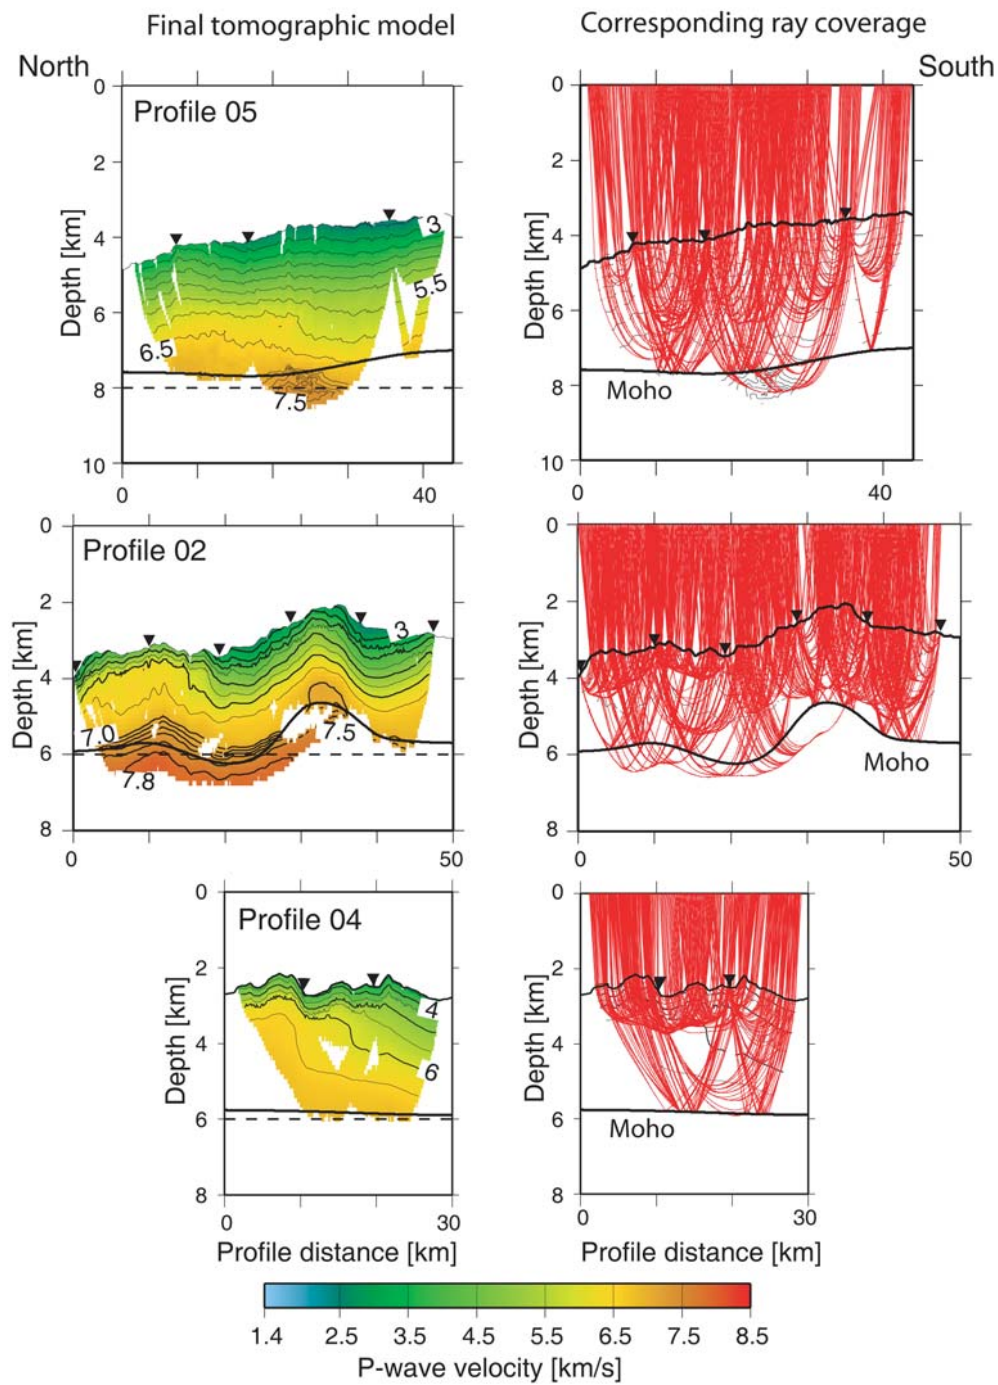 Final tomographic model
Corresponding ray coverage
North
South
Profile 05
0
2
4
6
8
10
Depth [km]
3
5.5
6.5
7.5
0
40
0
2
4
6
8
10
Depth [km]
Moho
0
40
Profile 02
0
2
4
6
8
Depth [km]
3
7.0
7.5
7.8
0
50
0
2
4
6
8
Depth [km]
Moho
0
50
Profile 04
0
2
4
6
8
Depth [km]
4
6
0
30
Profile distance [km]
0
2
4
6
8
Depth [km]
Moho
0
30
Profile distance [km]
1.4 2.5 3.5 4.5 5.5 6.5 7.5 8.5
P-wave velocity [km/s]